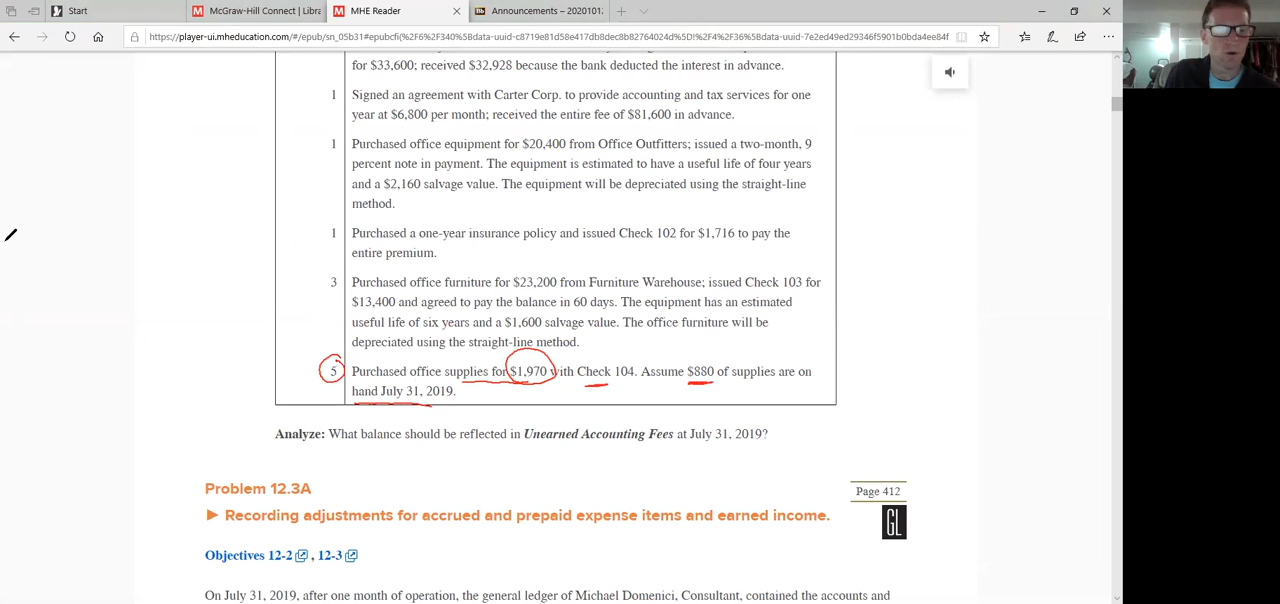 Start
McGraw-Hill Connect | Libra
MHE Reader
Announcements – 2020101
https://player-ui.mheducation.com/#/epub/sn_05b31#epubcfi(%2F6%2F340%5Bdata-uuid-c8719e81d58e417db8dec8b82764024d%5D!%2F4%2F36%5Bdata-uuid-7e2ed49ed29346f5901b0bda4ee84f
for $33,600; received $32,928 because the bank deducted the interest in advance.
1 Signed an agreement with Carter Corp. to provide accounting and tax services for one
year at $6,800 per month; received the entire fee of $81,600 in advance.
1 Purchased office equipment for $20,400 from Office Outfitters; issued a two-month, 9
percent note in payment. The equipment is estimated to have a useful life of four years
and a $2,160 salvage value. The equipment will be depreciated using the straight-line
method.
1 Purchased a one-year insurance policy and issued Check 102 for $1,716 to pay the
entire premium.
3 Purchased office furniture for $23,200 from Furniture Warehouse; issued Check 103 for
$13,400 and agreed to pay the balance in 60 days. The equipment has an estimated
useful life of six years and a $1,600 salvage value. The office furniture will be
depreciated using the straight-line method.
5 Purchased office supplies for $1,970 with Check 104. Assume $880 of supplies are on
hand July 31, 2019.
Analyze: What balance should be reflected in Unearned Accounting Fees at July 31, 2019?
Problem 12.3A
Page 412
► Recording adjustments for accrued and prepaid expense items and earned income.
GL
Objectives 12-2, 12-3
On July 31, 2019, after one month of operation, the general ledger of Michael Domenici, Consultant, contained the accounts and